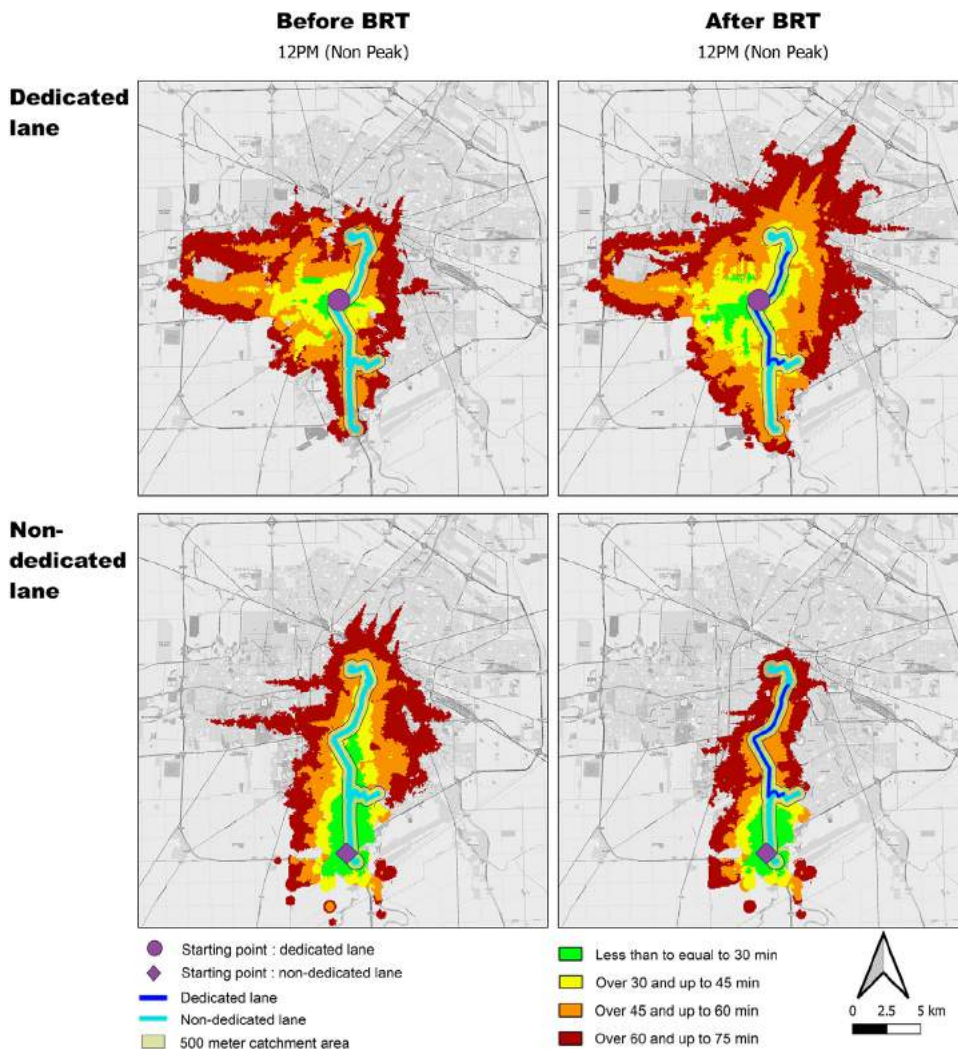 Before BRT
12PM (Non Peak)
After BRT
12PM (Non Peak)
Dedicated
lane
Non-
dedicated
lane
Starting point : dedicated lane
Starting point : non-dedicated lane
Dedicated lane
Non-dedicated lane
500 meter catchment area
Less than to equal to 30 min
Over 30 and up to 45 min
Over 45 and up to 60 min
Over 60 and up to 75 min
0 2.5 5 km